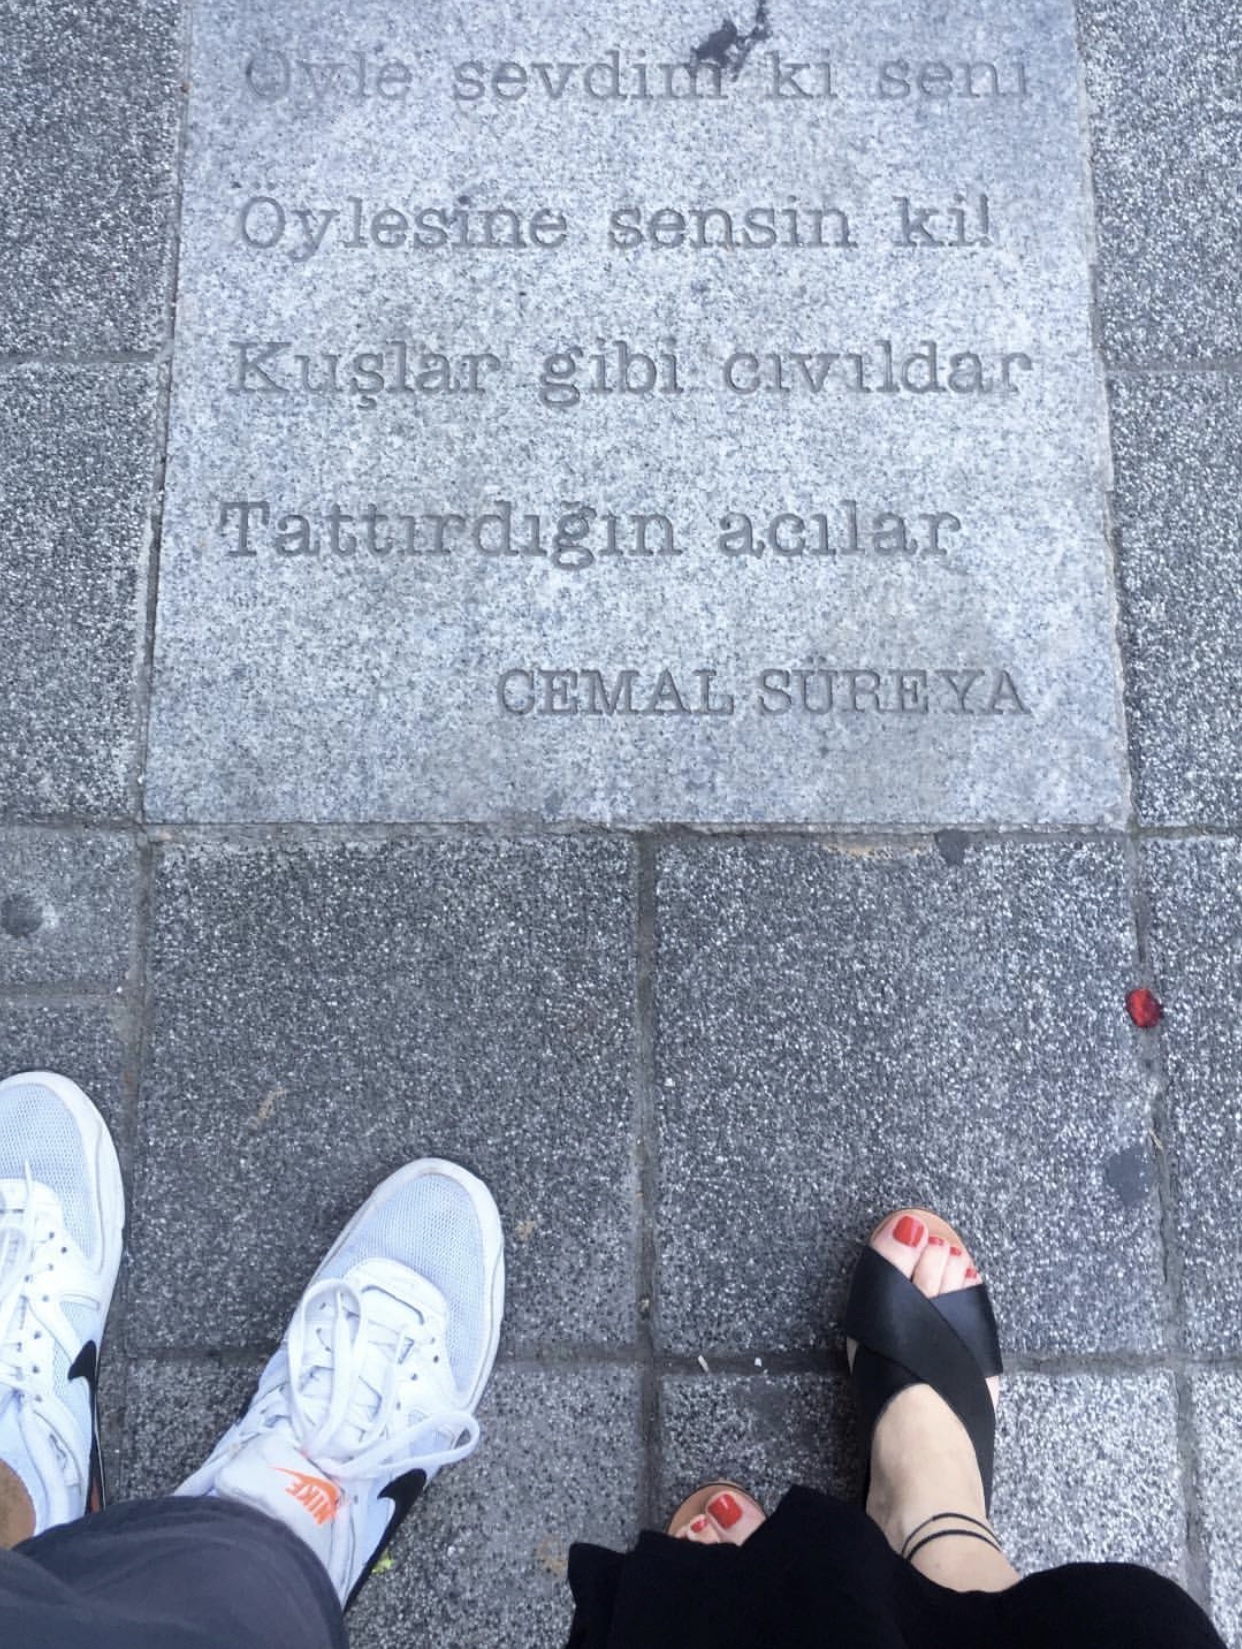 Öyle sevdim ki seni
Öylesine sensin ki!
Kuşlar gibi cıvıldar
Tattırdığın acılar
CEMAL SÜREYA
NIKE